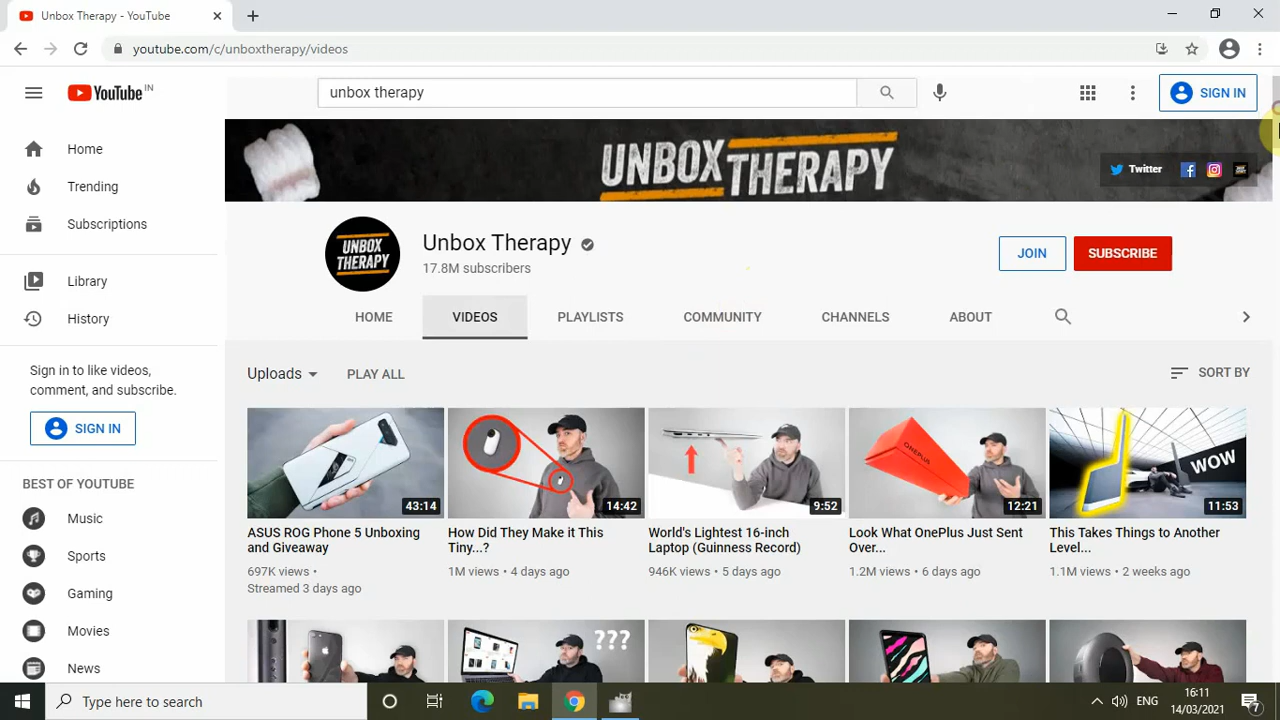 Unbox Therapy - YouTube
youtube.com/c/unboxtherapy/videos
YouTube IN
unbox therapy
SIGN IN
Home
Trending
Subscriptions
Library
History
Sign in to like videos,
comment, and subscribe.
SIGN IN
BEST OF YOUTUBE
Music
Sports
Gaming
Movies
News
UNBOX THERAPY
Twitter
UNBOX
THERAPY
Unbox Therapy
17.8M subscribers
JOIN
SUBSCRIBE
HOME
VIDEOS
PLAYLISTS
COMMUNITY
CHANNELS
ABOUT
Uploads
PLAY ALL
SORT BY
43:14
ASUS ROG Phone 5 Unboxing
and Giveaway
697K views •
Streamed 3 days ago
14:42
How Did They Make it This
Tiny...?
1M views • 4 days ago
9:52
World's Lightest 16-inch
Laptop (Guinness Record)
946K views • 5 days ago
ONEPLUS
12:21
Look What OnePlus Just Sent
Over...
1.2M views • 6 days ago
WOW
11:53
This Takes Things to Another
Level...
1.1M views • 2 weeks ago
???
Type here to search
ENG
16:11
14/03/2021
7